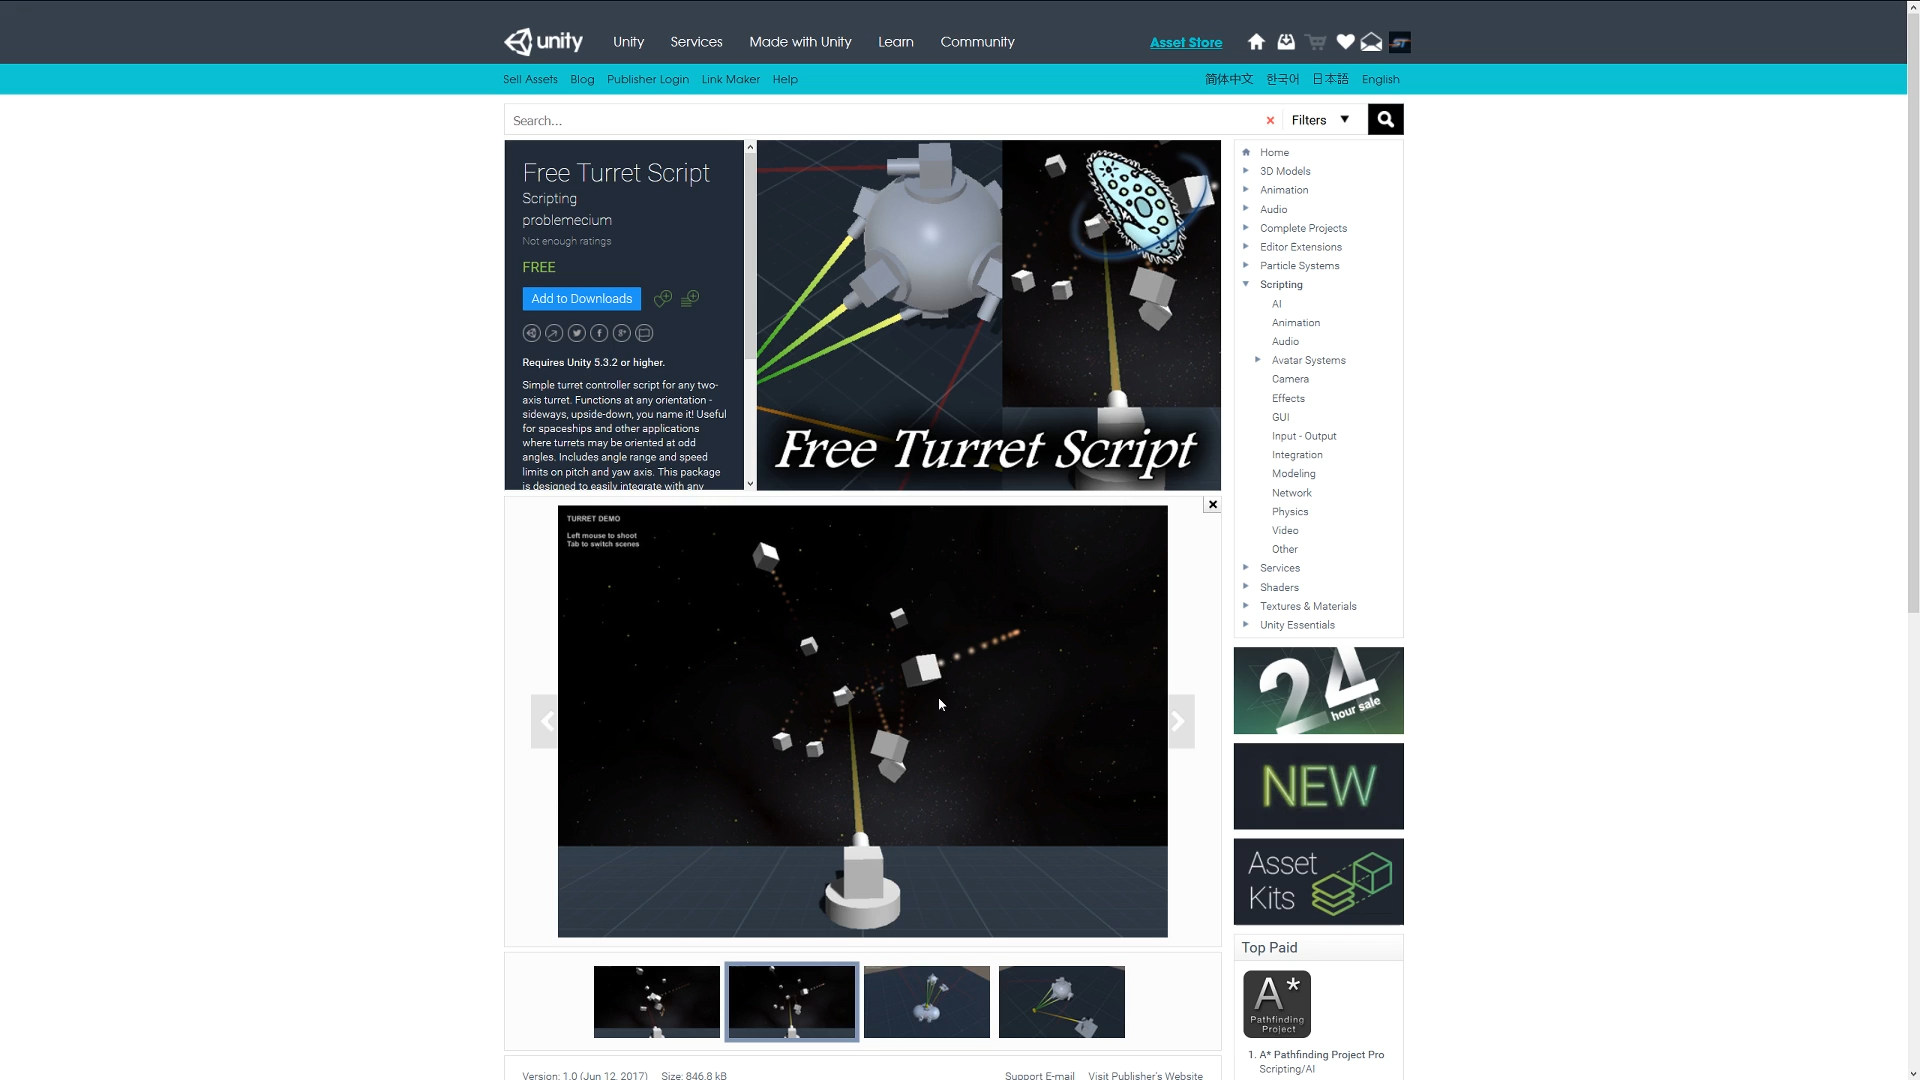 unity
Unity Services Made with Unity Learn Community Asset Store
Sell Assets Blog Publisher Login Link Maker Help 简体中文 한국어 日本語 English
Search... × Filters
Free Turret Script
Scripting
problemecium
Not enough ratings
FREE
Add to Downloads
Requires Unity 5.3.2 or higher.
Simple turret controller script for any two-
axis turret. Functions at any orientation -
sideways, upside-down, you name it! Useful
for spaceships and other applications
where turrets may be oriented at odd
angles. Includes angle range and speed
limits on pitch and yaw axis. This package
is designed to easily integrate with any
Free Turret Script
TURRET DEMO
Left mouse to shoot
Tab to switch scenes
Version: 1.0 (Jun 12, 2017) Size: 846.8 kB Support E-mail Visit Publisher's Website
Home
3D Models
Animation
Audio
Complete Projects
Editor Extensions
Particle Systems
Scripting
AI
Animation
Audio
Avatar Systems
Camera
Effects
GUI
Input - Output
Integration
Modeling
Network
Physics
Video
Other
Services
Shaders
Textures & Materials
Unity Essentials
24
hour sale
NEW
Asset
Kits
Top Paid
A*
Pathfinding
Project
1. A* Pathfinding Project Pro
Scripting/AI